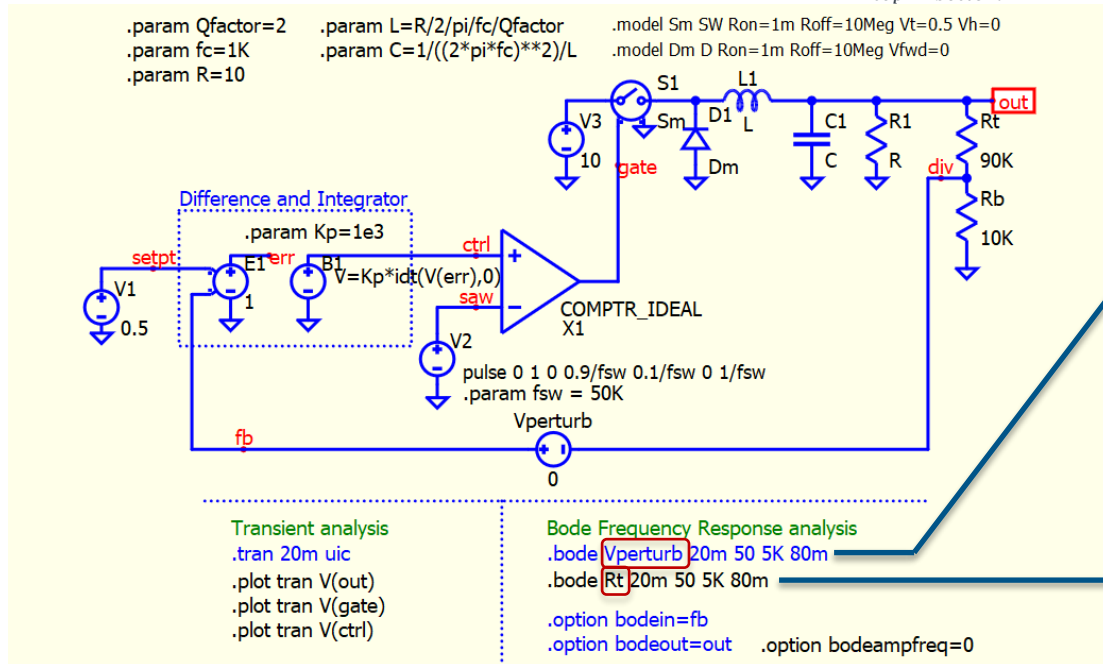 .param Qfactor=2 .param L=R/2/pi/fc/Qfactor .model Sm SW Ron=1m Roff=10Meg Vt=0.5 Vh=0
.param fc=1K .param C=1/((2*pi*fc)**2)/L .model Dm D Ron=1m Roff=10Meg Vfwd=0
.param R=10
S1 L1
out
V3 Sm D1 L C1 R1 Rt
10 gate Dm C R div 90K
Difference and Integrator
Rb
.param Kp=1e3
10K
setpt E1 err B1 ctrl
V=Kp*idt(V(err),0)
V1 1 saw
0.5 COMPTR_IDEAL
X1
V2
pulse 0 1 0 0.9/fsw 0.1/fsw 0 1/fsw
.param fsw = 50K
Vperturb
fb
0
Transient analysis
.tran 20m uic
.plot tran V(out)
.plot tran V(gate)
.plot tran V(ctrl)
Bode Frequency Response analysis
.bode Vperturb 20m 50 5K 80m
.bode Rt 20m 50 5K 80m
.option bodein=fb
.option bodeout=out .option bodeampfreq=0